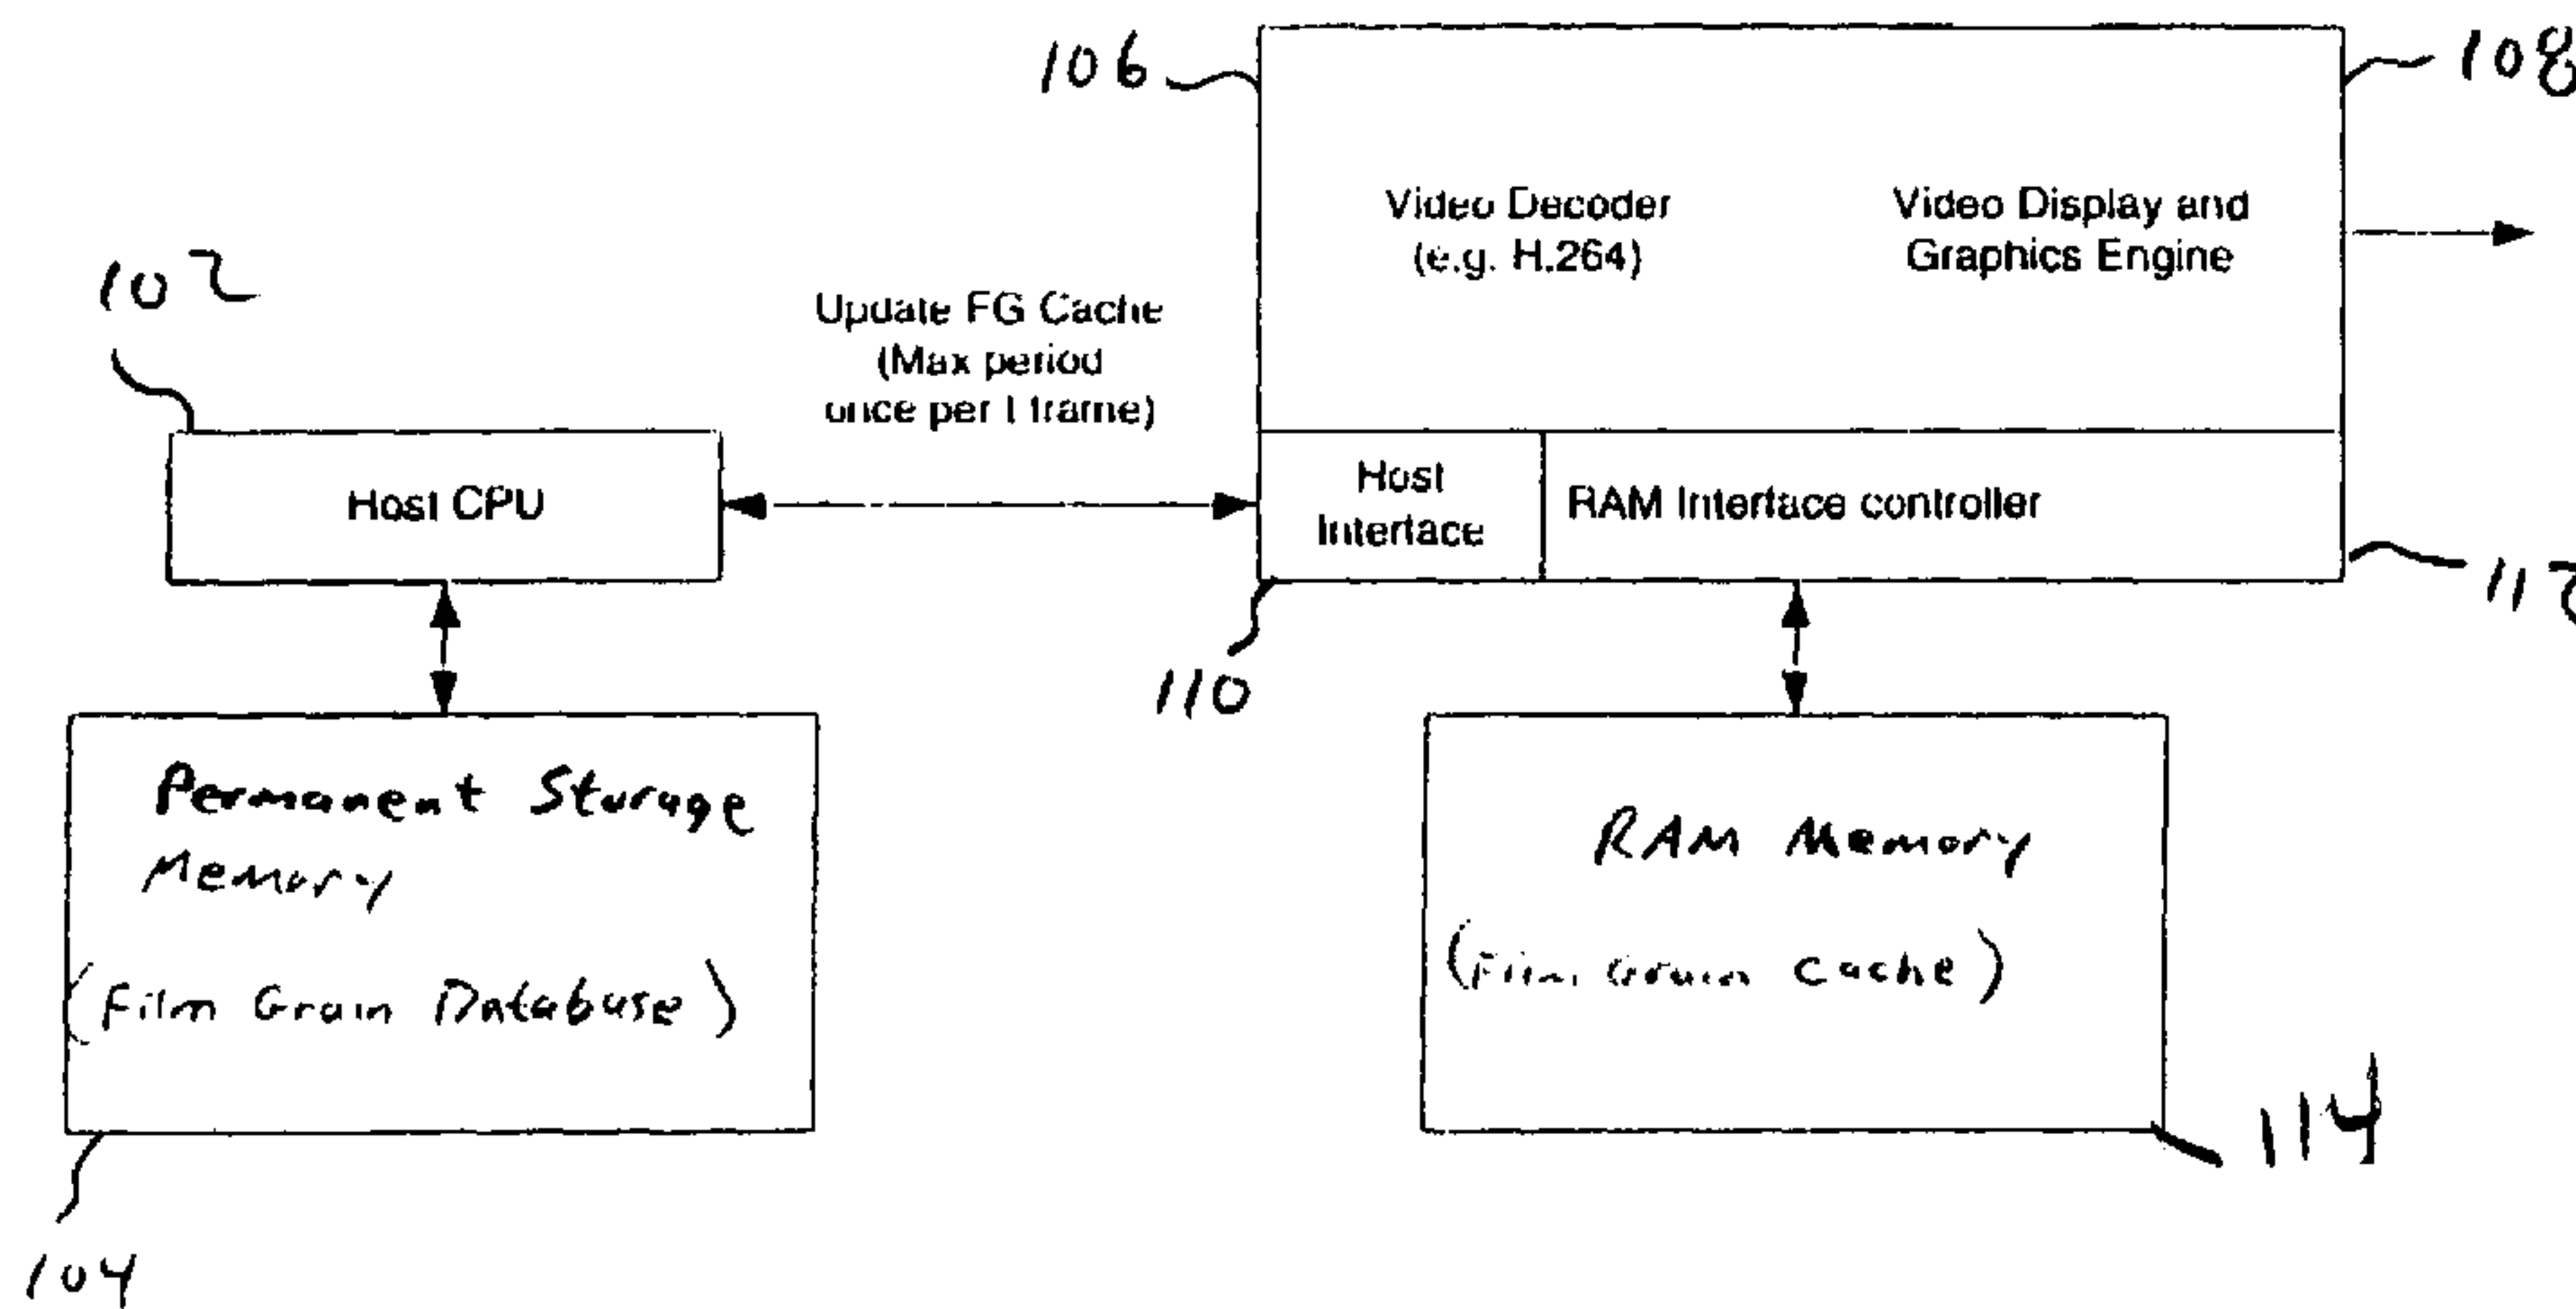 106
108
Video Decoder
(e.g. H.264)
Video Display and
Graphics Engine
102
Update FG Cache
(Max period
once per I frame)
Host CPU
Host
Interface
RAM Interface controller
112
110
Permanent Storage
Memory
(Film Grain Database)
RAM Memory
(Film Grain Cache)
114
104